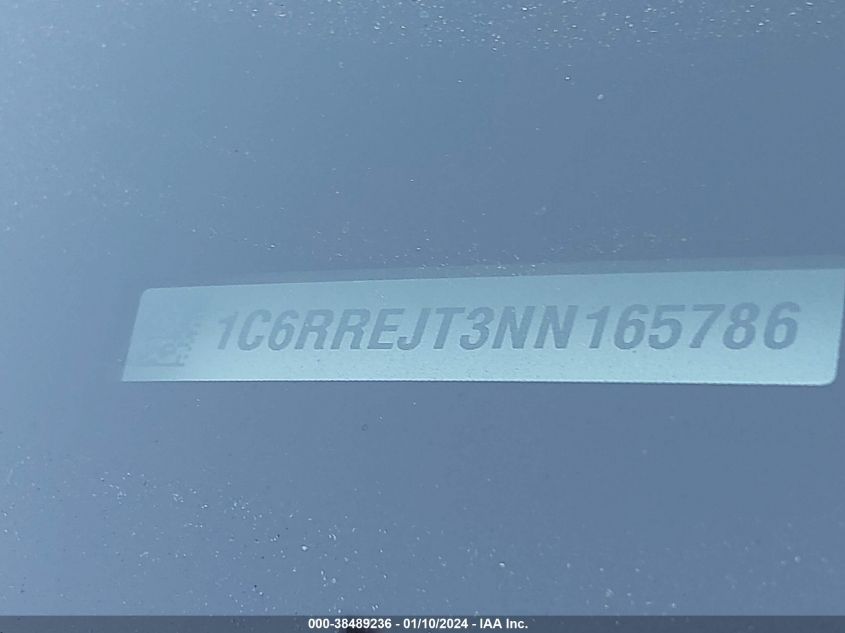 1C6RREJT3NN165786
000-38489236 - 01/10/2024 - IAA Inc.